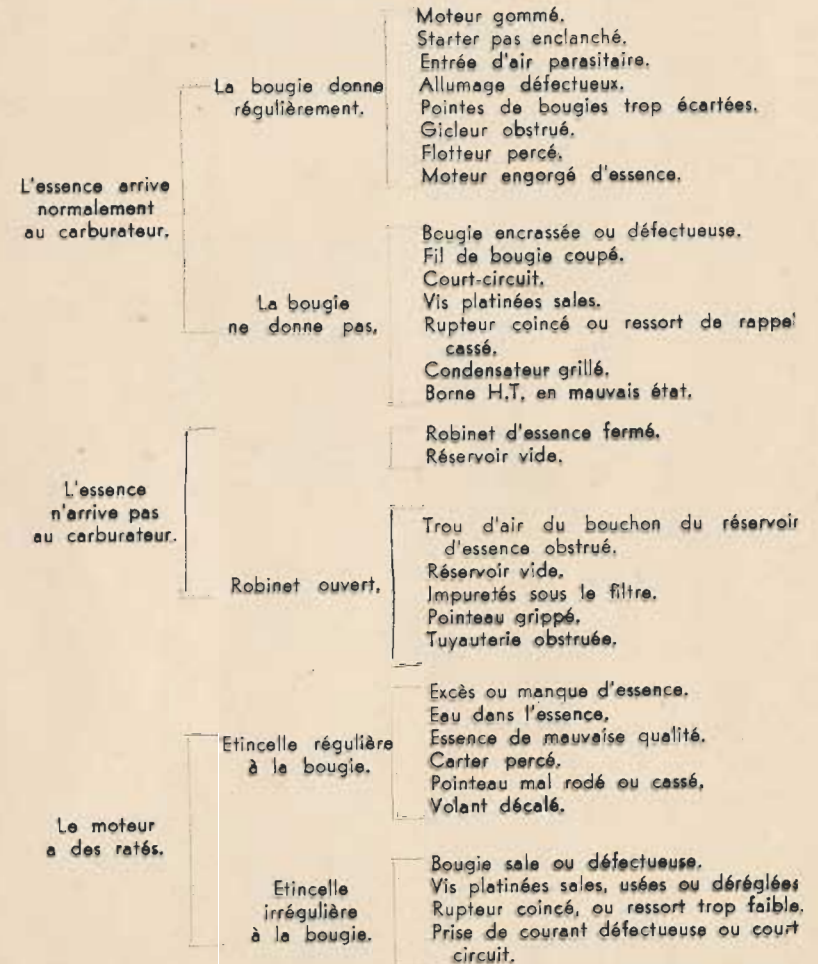 L'essence arrive
normalement
au carburateur.
La bougie donne
régulièrement.
Moteur gommé.
Starter pas enclanché.
Entrée d'air parasitaire.
Allumage défectueux.
Pointes de bougies trop écartées.
Gicleur obstrué.
Flotteur percé.
Moteur engorgé d'essence.
La bougie
ne donne pas.
Bougie encrassée ou défectueuse.
Fil de bougie coupé.
Court-circuit.
Vis platinées sales.
Rupteur coincé ou ressort de rappel
cassé.
Condensateur grillé.
Borne H.T. en mauvais état.
L'essence
n'arrive pas
au carburateur.
Robinet d'essence fermé.
Réservoir vide.
Robinet ouvert.
Trou d'air du bouchon du réservoir
d'essence obstrué.
Réservoir vide.
Impuretés sous le filtre.
Pointeau grippé.
Tuyauterie obstruée.
Le moteur
a des ratés.
Etincelle régulière
à la bougie.
Excès ou manque d'essence.
Eau dans l'essence.
Essence de mauvaise qualité.
Carter percé.
Pointeau mal rodé ou cassé.
Volant décalé.
Etincelle
irrégulière
à la bougie.
Bougie sale ou défectueuse.
Vis platinées sales, usées ou déréglées
Rupteur coincé, ou ressort trop faible.
Prise de courant défectueuse ou court
circuit.